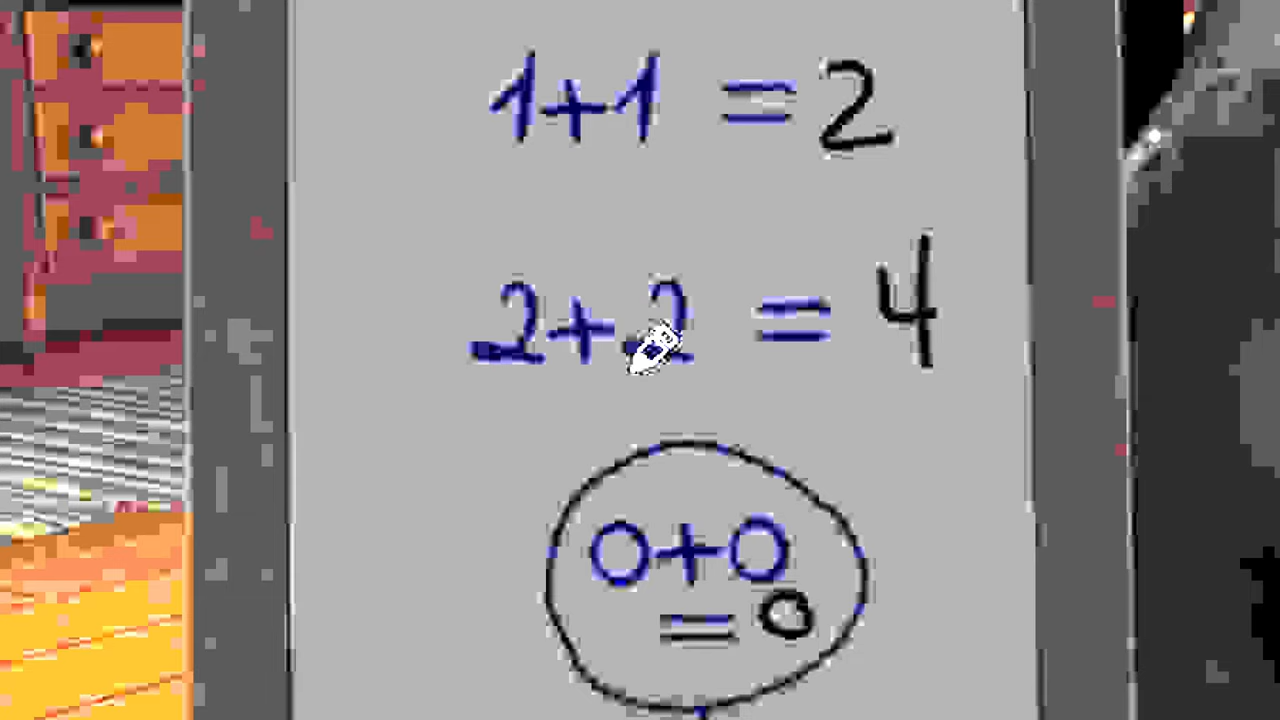 1+1 = 2
2+2 = 4
0+0
= 0